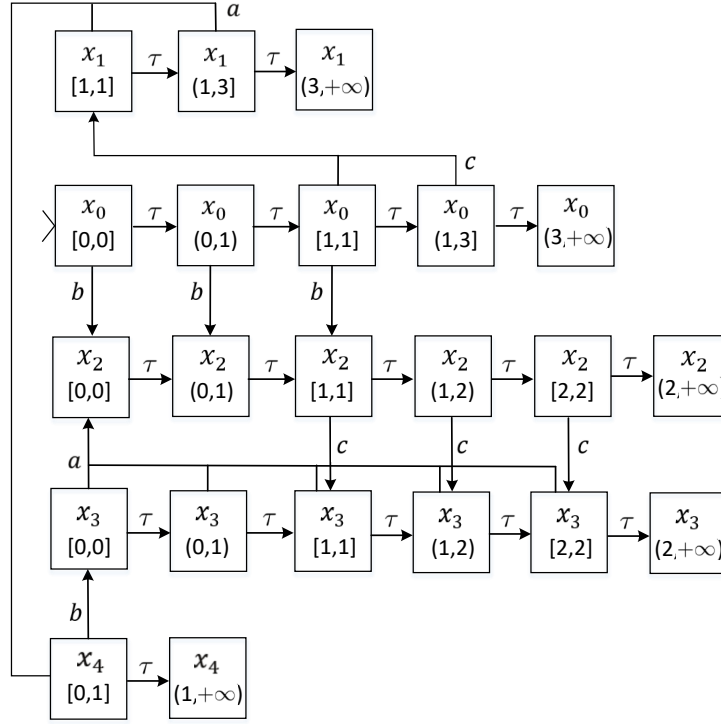 a
x₁ τ x₁ τ x₁
[1,1] (1,3] (3,+∞)
c
x₀ τ x₀ τ x₀ τ x₀ τ x₀
[0,0] (0,1) [1,1] (1,3] (3,+∞)
b b b
x₂ τ x₂ τ x₂ τ x₂ τ x₂ τ x₂
[0,0] (0,1) [1,1] (1,2) [2,2] (2,+∞)
c c c
a
x₃ τ x₃ τ x₃ τ x₃ τ x₃ τ x₃
[0,0] (0,1) [1,1] (1,2) [2,2] (2,+∞)
b
x₄ τ x₄
[0,1] (1,+∞)